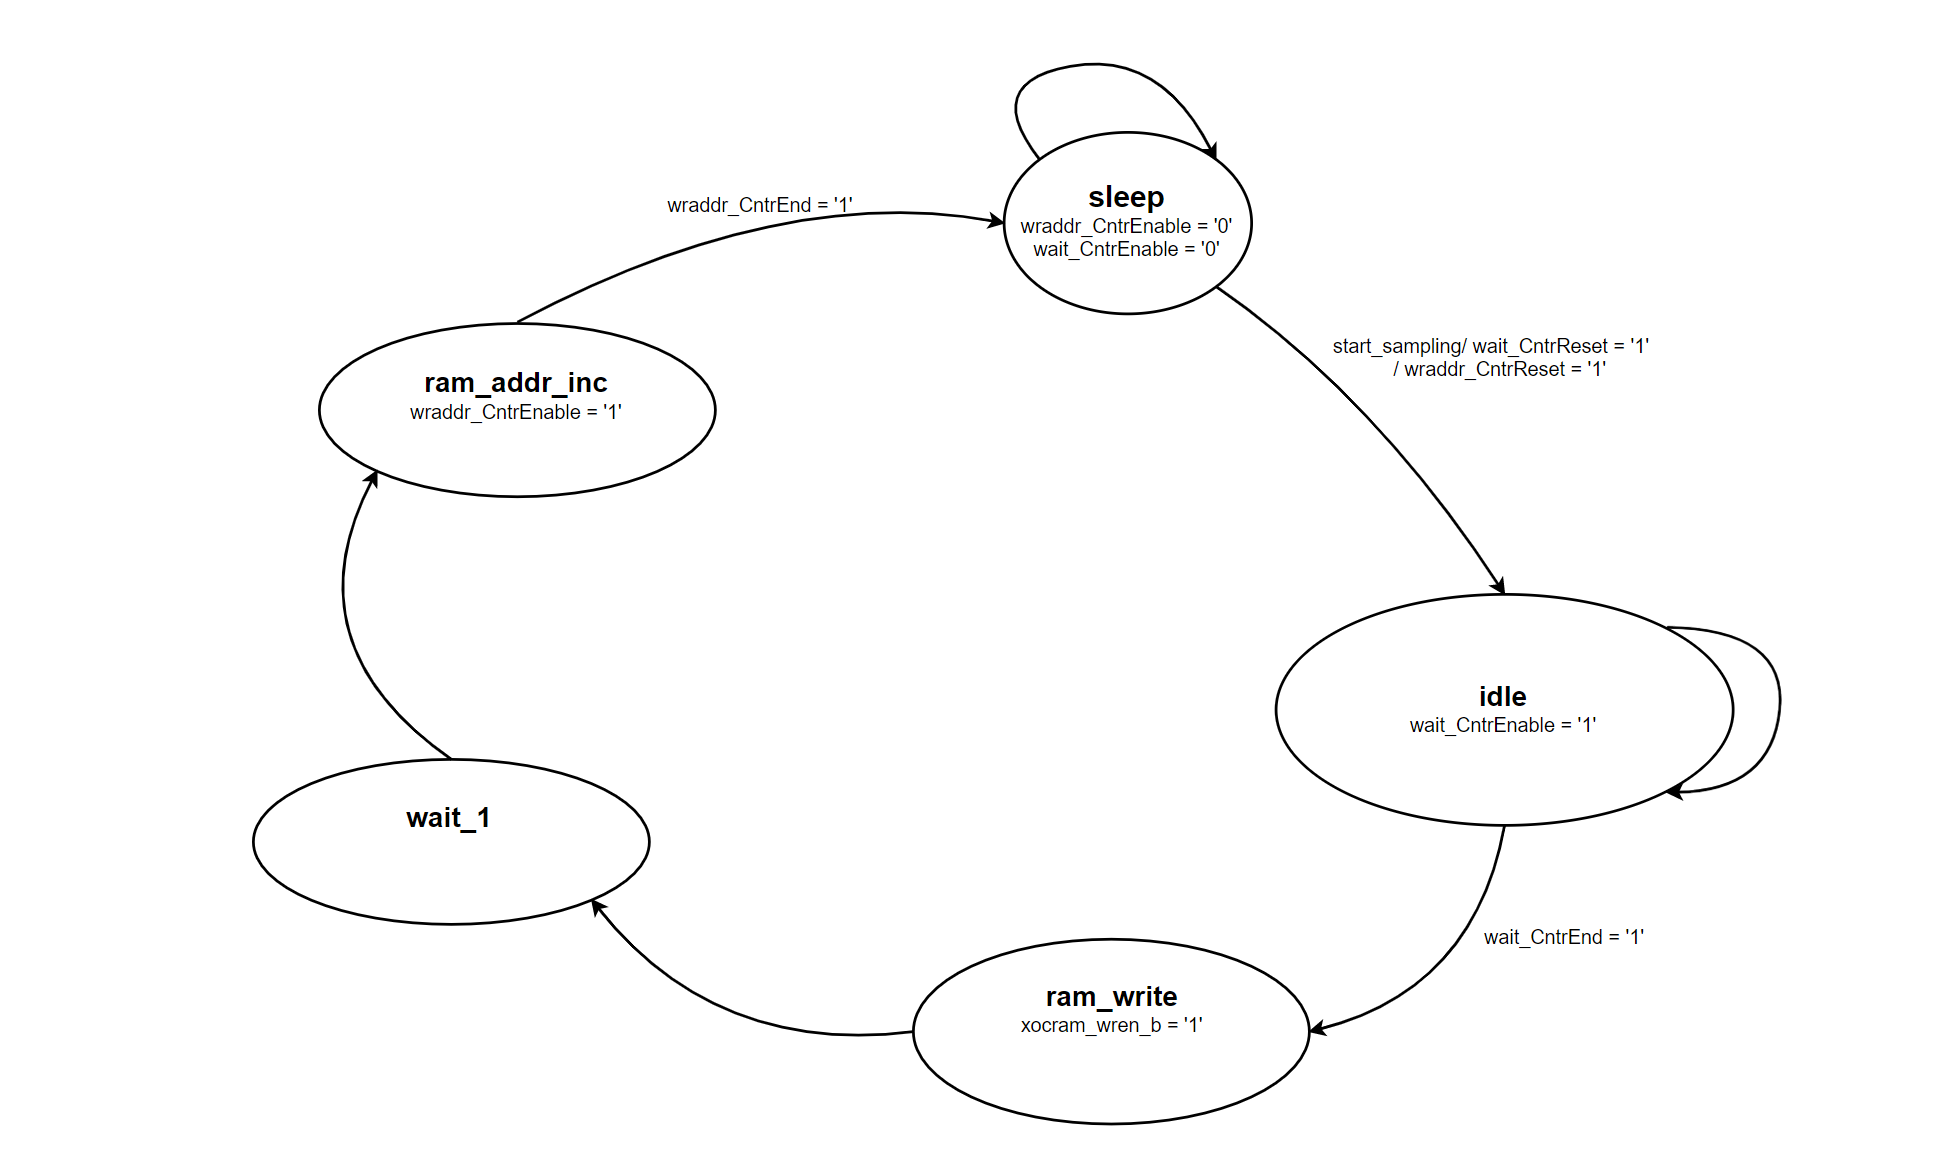 sleep
wraddr_CntrEnable = '0'
wait_CntrEnable = '0'
wraddr_CntrEnd = '1'
start_sampling/ wait_CntrReset = '1'
/ wraddr_CntrReset = '1'
ram_addr_inc
wraddr_CntrEnable = '1'
idle
wait_CntrEnable = '1'
wait_1
wait_CntrEnd = '1'
ram_write
xocram_wren_b = '1'